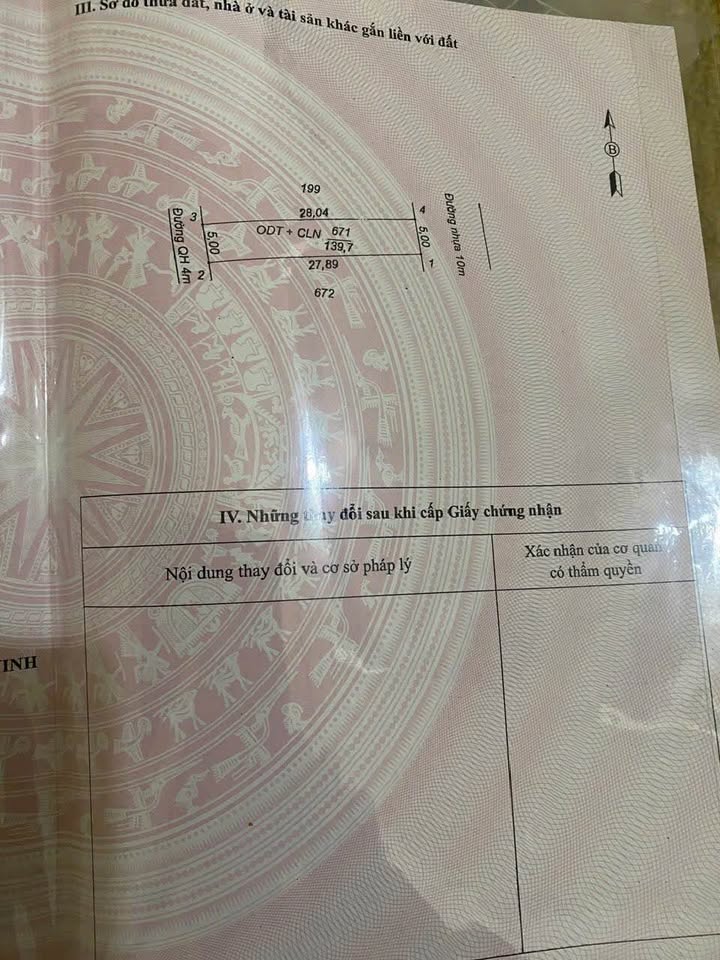 III. Sơ đồ thửa đất, nhà ở và tài sản khác gắn liền với đất
B
199
28,04
3
4
Đường QH 4m
5,00
ODT + CLN
671
139,7
5,00
Đường nhựa 10m
2
1
27,89
672
IV. Những thay đổi sau khi cấp Giấy chứng nhận
Nội dung thay đổi và cơ sở pháp lý
Xác nhận của cơ quan
có thẩm quyền